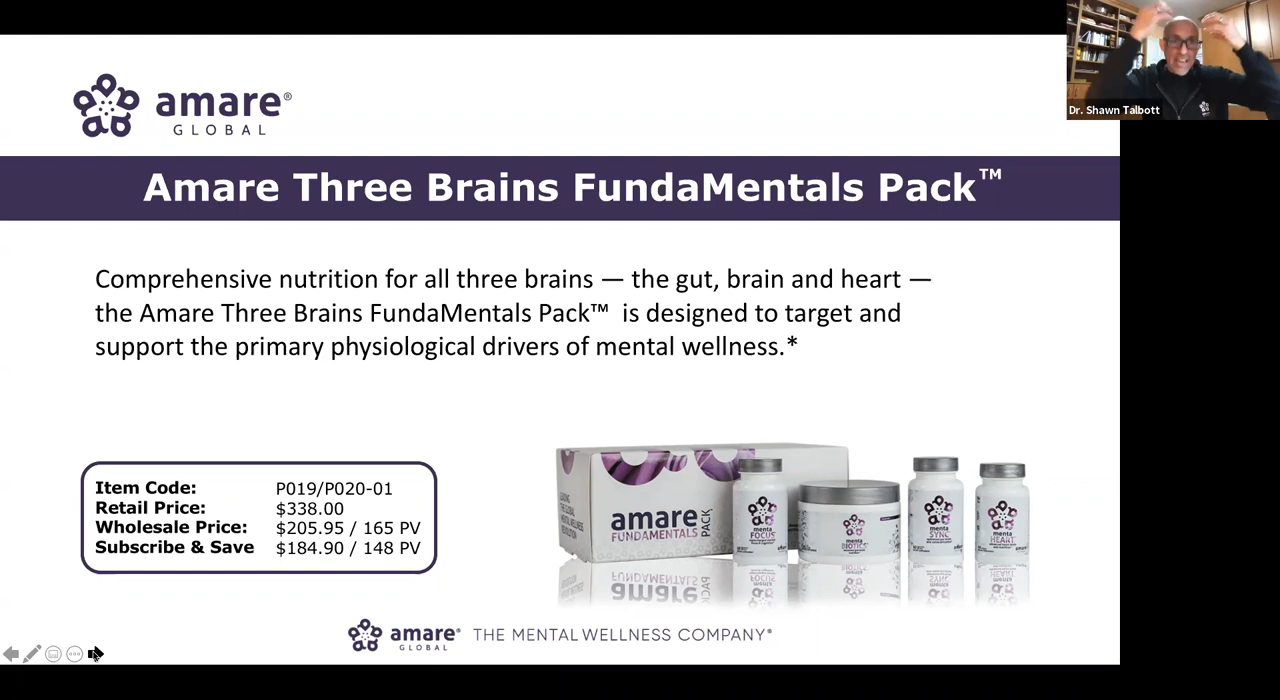 amare®
GLOBAL
Dr. Shawn Talbott
Amare Three Brains FundaMentals Pack™
Comprehensive nutrition for all three brains — the gut, brain and heart —
the Amare Three Brains FundaMentals Pack™ is designed to target and
support the primary physiological drivers of mental wellness.*
Item Code: P019/P020-01
Retail Price: $338.00
Wholesale Price: $205.95 / 165 PV
Subscribe & Save $184.90 / 148 PV
amare
FUNDAMENTALS
PACK
menta
FOCUS
menta
BIOTICS
menta
SYNC
menta
HEART
amare®
GLOBAL
THE MENTAL WELLNESS COMPANY®